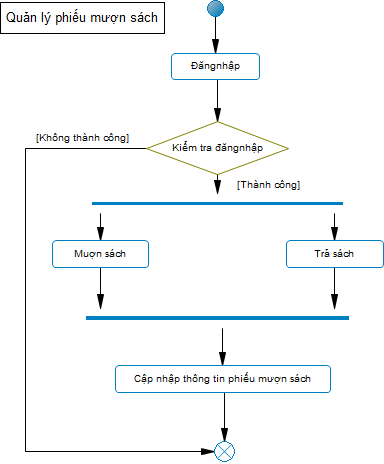 Quản lý phiếu mượn sách
Đăngnhập
[Không thành công]
Kiểm tra đăngnhập
[Thành công]
Muợn sách
Trả sách
Cập nhập thông tin phiếu mượn sách